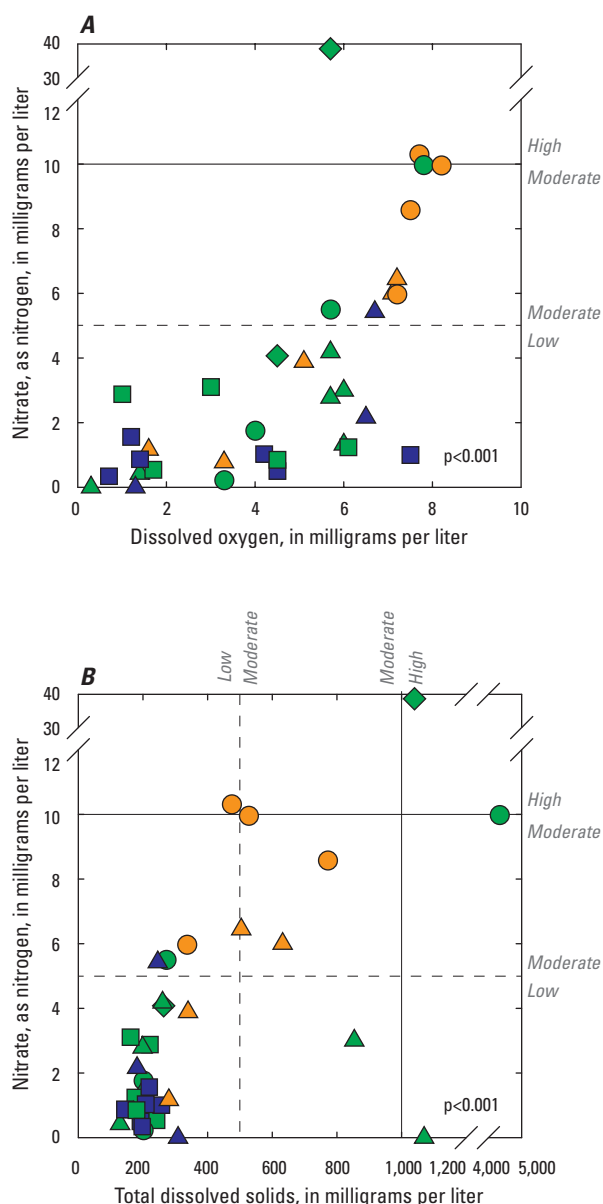 A
Nitrate, as nitrogen, in milligrams per liter
40
30
12
10
8
6
4
2
0
High
Moderate
Moderate
Low
p<0.001
0 2 4 6 8 10
Dissolved oxygen, in milligrams per liter
B
Low
Moderate
Moderate
High
Nitrate, as nitrogen, in milligrams per liter
40
30
12
10
8
6
4
2
0
High
Moderate
Moderate
Low
p<0.001
0 200 400 600 800 1,000 1,200 4,000 5,000
Total dissolved solids, in milligrams per liter